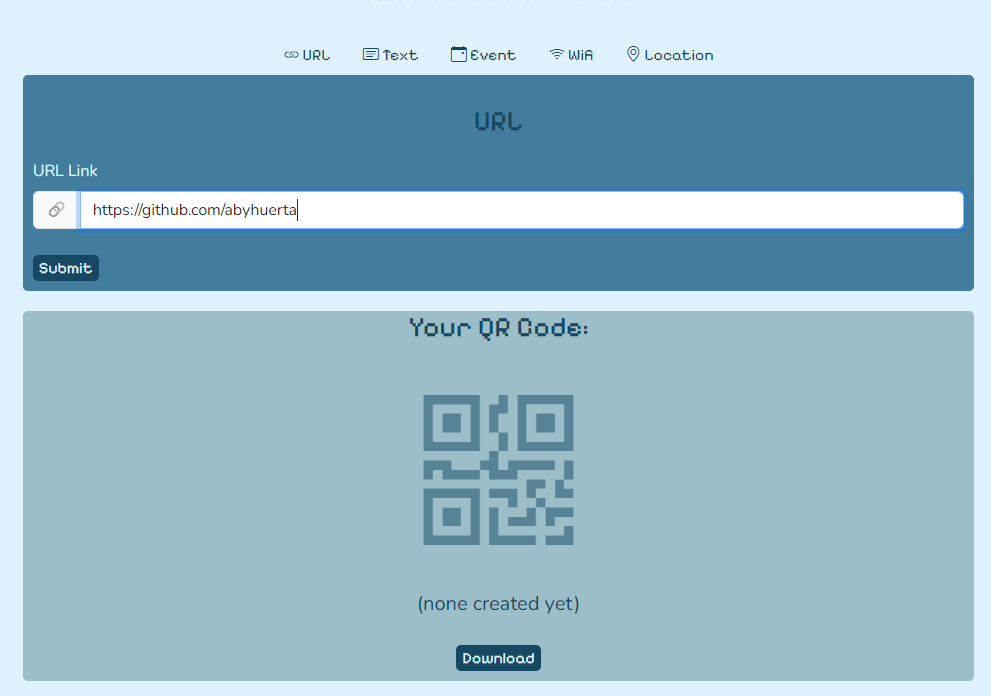 URL Text Event WiFi Location
URL
URL Link
https://github.com/abyhuerta
Submit
Your QR Code:
(none created yet)
Download